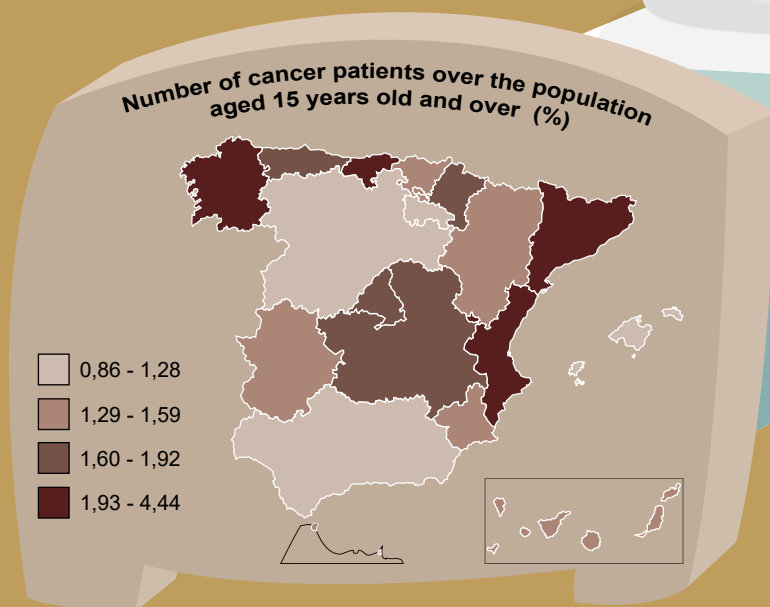 Number of cancer patients over the population
aged 15 years old and over (%)
0,86 - 1,28
1,29 - 1,59
1,60 - 1,92
1,93 - 4,44